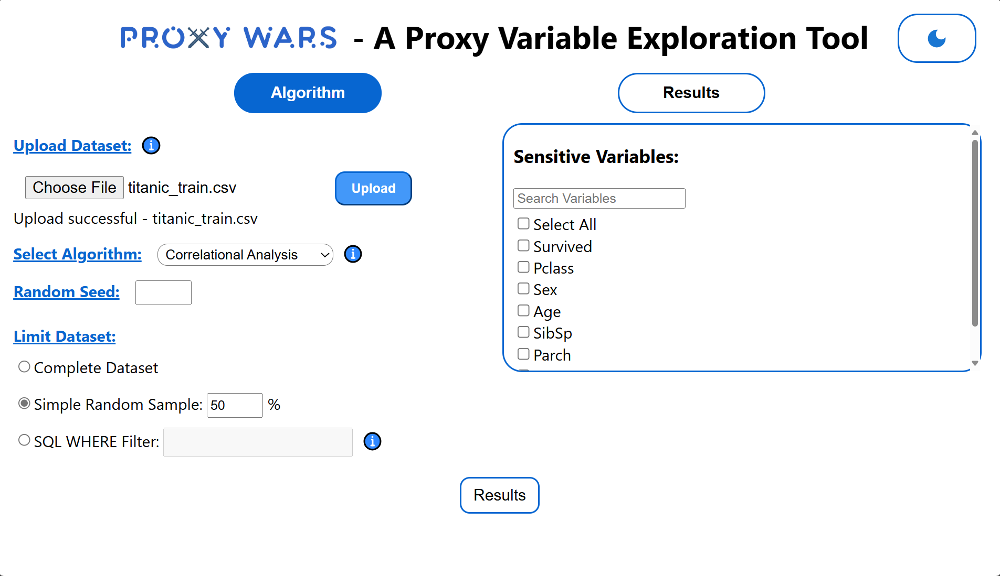 PROXY WARS - A Proxy Variable Exploration Tool
Algorithm
Results
Upload Dataset:
Choose File titanic_train.csv
Upload
Upload successful - titanic_train.csv
Select Algorithm: Correlational Analysis
Random Seed:
Limit Dataset:
Complete Dataset
Simple Random Sample: 50 %
SQL WHERE Filter:
Sensitive Variables:
Search Variables
Select All
Survived
Pclass
Sex
Age
SibSp
Parch
Results